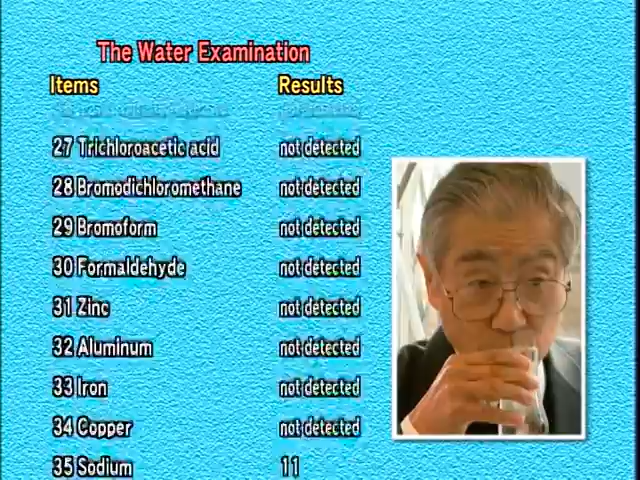 The Water Examination
Items Results
27 Trichloroacetic acid not detected
28 Bromodichloromethane not detected
29 Bromoform not detected
30 Formaldehyde not detected
31 Zinc not detected
32 Aluminum not detected
33 Iron not detected
34 Copper not detected
35 Sodium 11